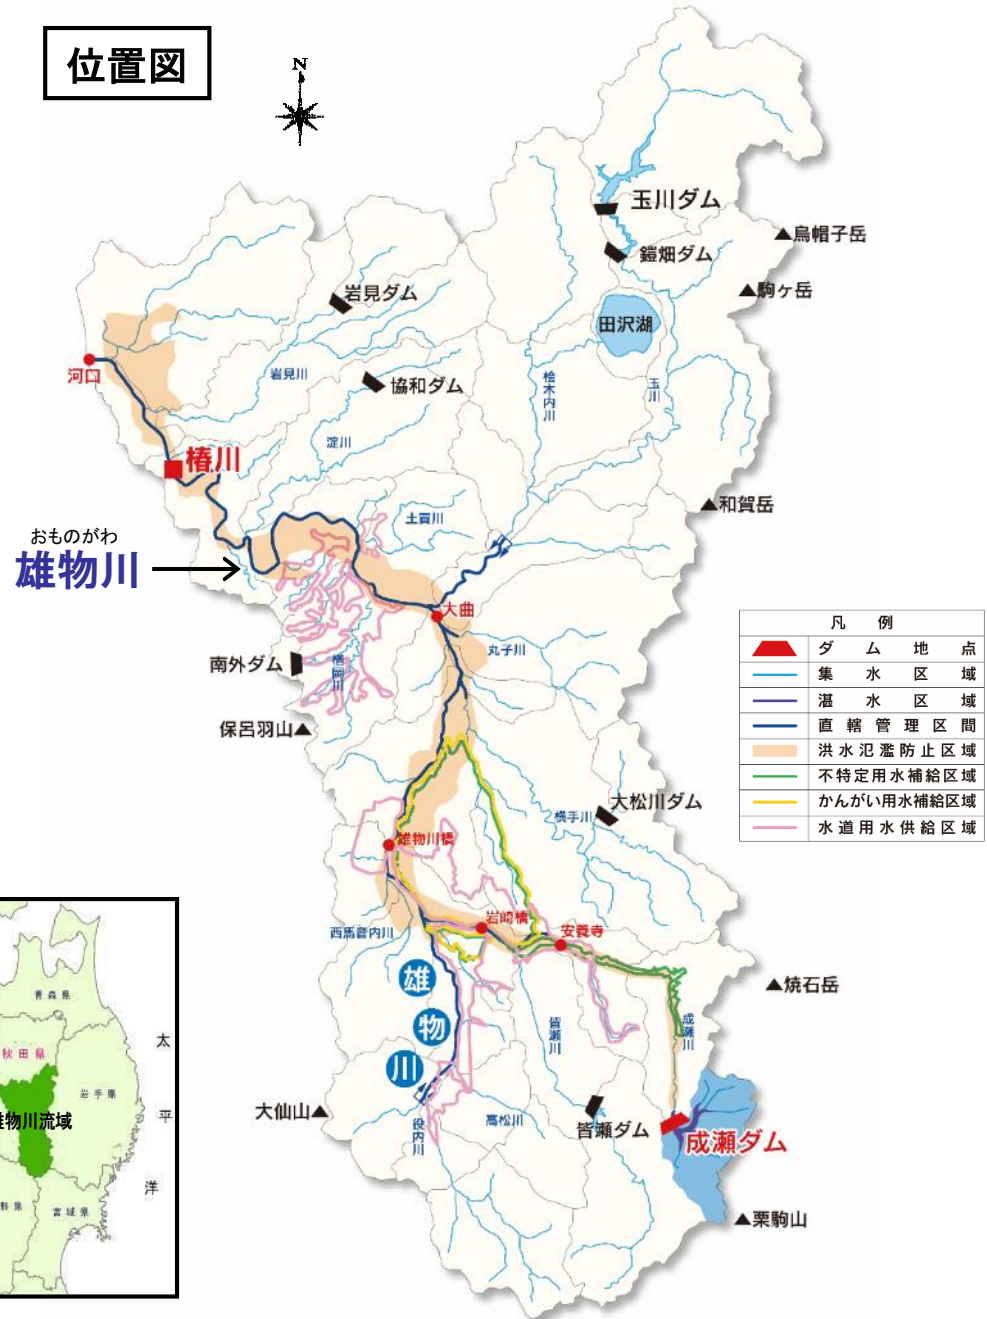 位置図
N
玉川ダム
烏帽子岳
鎧畑ダム
駒ヶ岳
岩見ダム
田沢湖
河口
岩見川
協和ダム
桧木内川
玉川
淀川
椿川
和賀岳
土買川
おものがわ
雄物川
大曲
丸子川
南外ダム
楢岡川
保呂羽山
凡例
ダム地点
集水区域
湛水区域
直轄管理区間
洪水氾濫防止区域
不特定用水補給区域
かんがい用水補給区域
水道用水供給区域
大松川ダム
横手川
雄物川橋
岩崎橋
安養寺
西馬音内川
焼石岳
雄物川
皆瀬川
成瀬川
大仙山
役内川
高松川
皆瀬ダム
成瀬ダム
栗駒山
青森県
秋田県
岩手県
物川流域
宮城県
県
太平洋